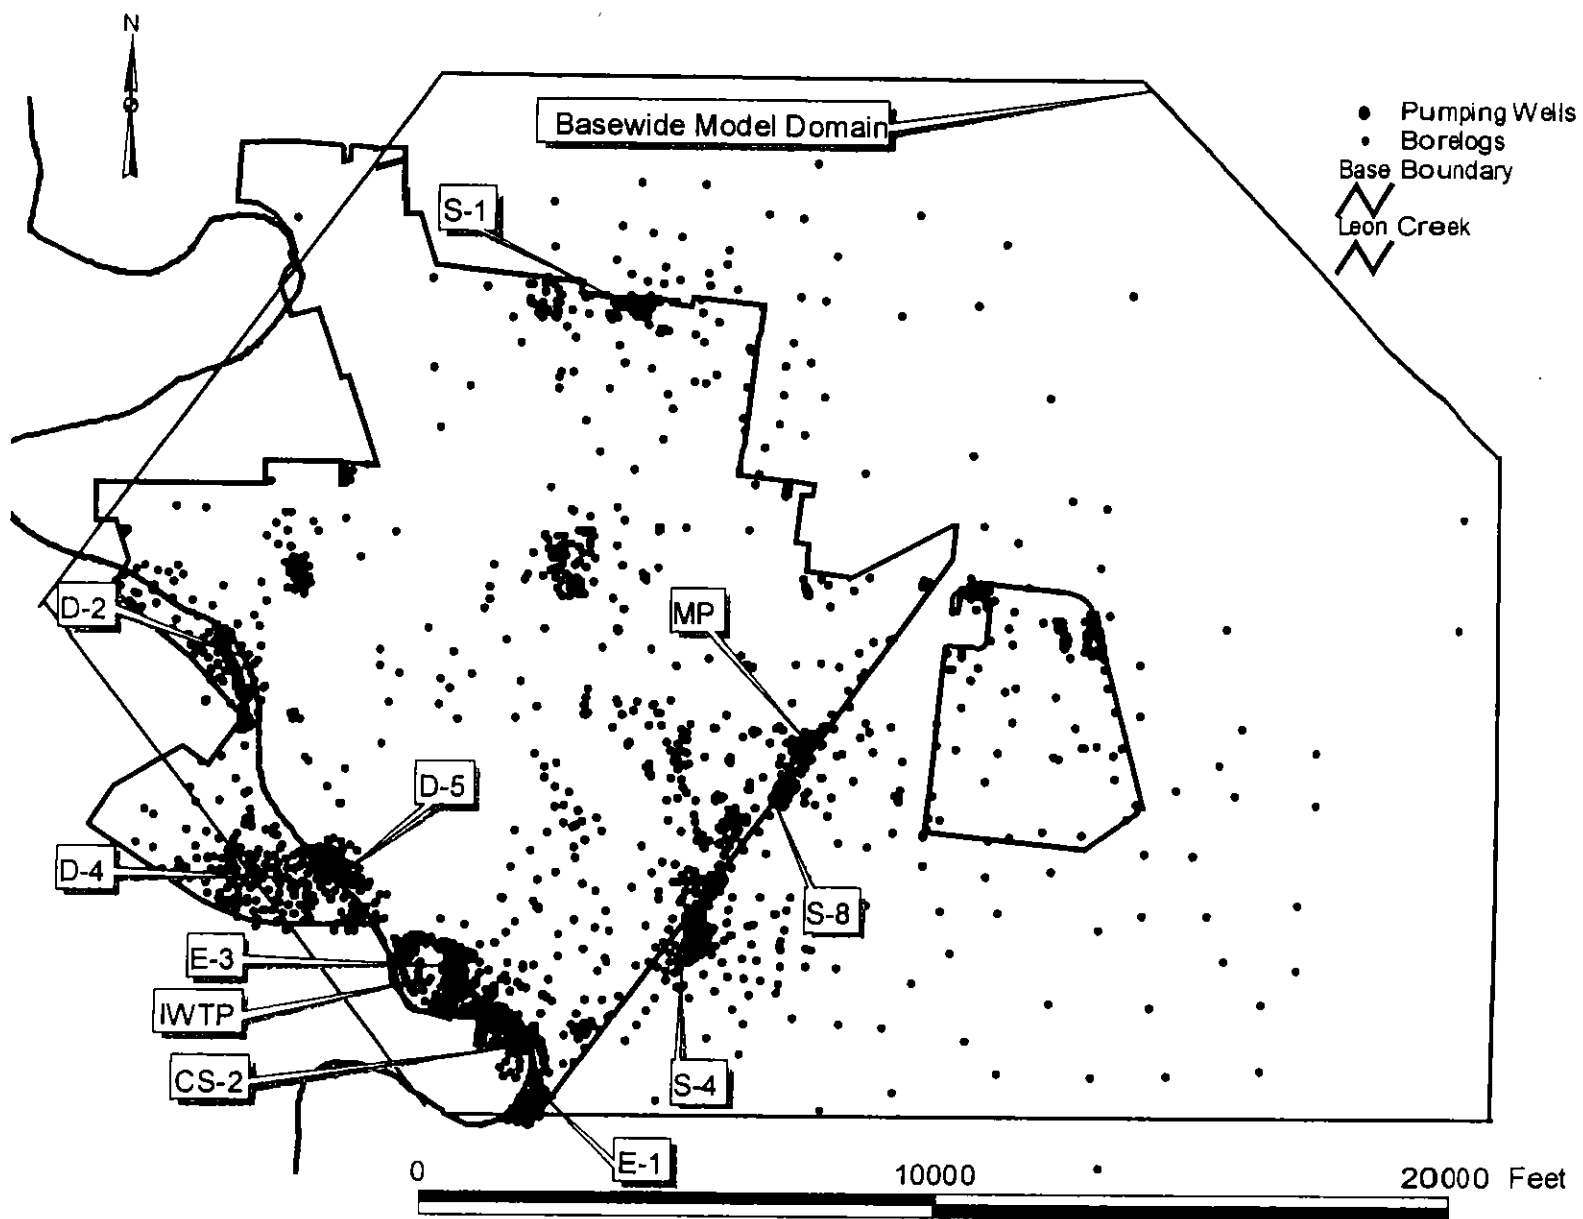 N
Basewide Model Domain
Pumping Wells
Borelogs
Base Boundary
Leon Creek
S-1
D-2
MP
D-5
D-4
S-8
E-3
IWTP
CS-2
S-4
E-1
0
10000
20000 Feet